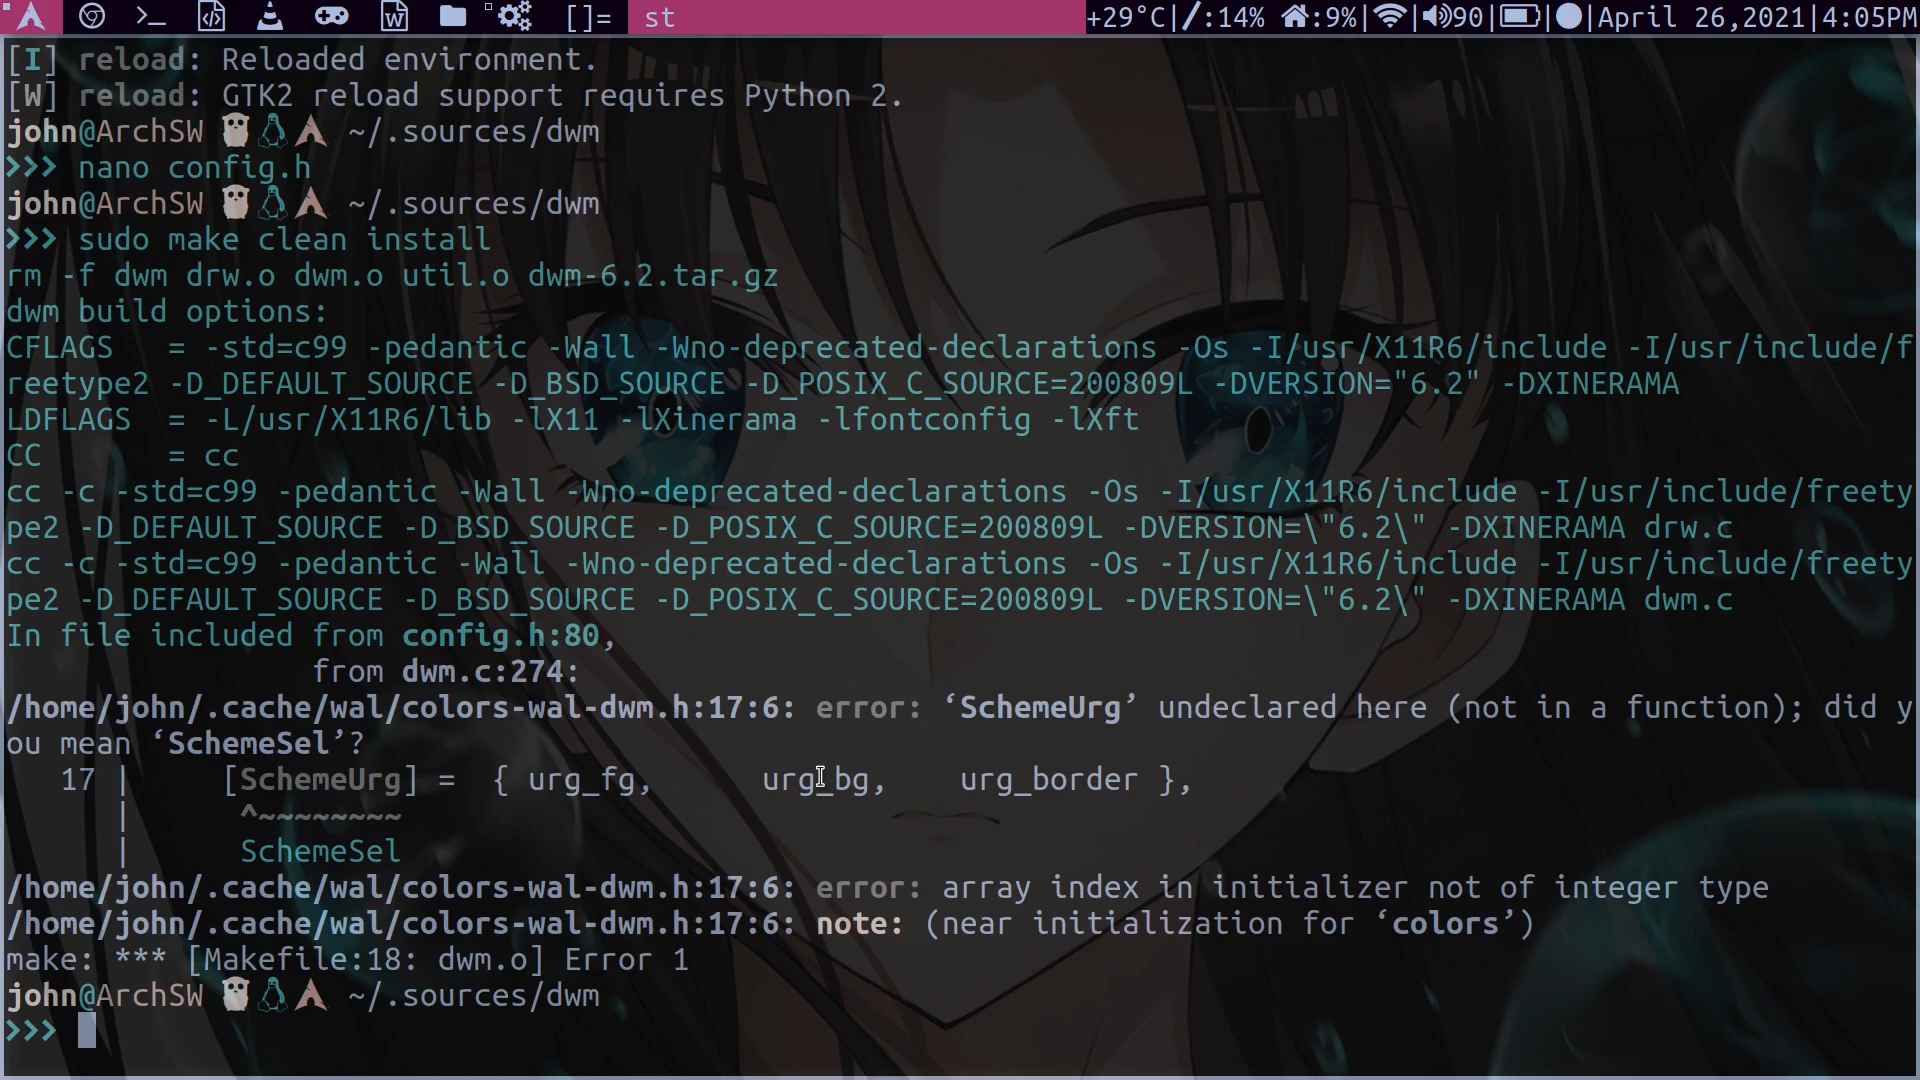 []= st +29°C|/:14% :9%| | 90| | |April 26,2021|4:05PM
[I] reload: Reloaded environment.
[W] reload: GTK2 reload support requires Python 2.
john@ArchSW ~/.sources/dwm
>>> nano config.h
john@ArchSW ~/.sources/dwm
>>> sudo make clean install
rm -f dwm drw.o dwm.o util.o dwm-6.2.tar.gz
dwm build options:
CFLAGS   = -std=c99 -pedantic -Wall -Wno-deprecated-declarations -Os -I/usr/X11R6/include -I/usr/include/f
reetype2 -D_DEFAULT_SOURCE -D_BSD_SOURCE -D_POSIX_C_SOURCE=200809L -DVERSION="6.2" -DXINERAMA
LDFLAGS  = -L/usr/X11R6/lib -lX11 -lXinerama -lfontconfig -lXft
CC       = cc
cc -c -std=c99 -pedantic -Wall -Wno-deprecated-declarations -Os -I/usr/X11R6/include -I/usr/include/freety
pe2 -D_DEFAULT_SOURCE -D_BSD_SOURCE -D_POSIX_C_SOURCE=200809L -DVERSION=\"6.2\" -DXINERAMA drw.c
cc -c -std=c99 -pedantic -Wall -Wno-deprecated-declarations -Os -I/usr/X11R6/include -I/usr/include/freety
pe2 -D_DEFAULT_SOURCE -D_BSD_SOURCE -D_POSIX_C_SOURCE=200809L -DVERSION=\"6.2\" -DXINERAMA dwm.c
In file included from config.h:80,
                 from dwm.c:274:
/home/john/.cache/wal/colors-wal-dwm.h:17:6: error: ‘SchemeUrg’ undeclared here (not in a function); did y
ou mean ‘SchemeSel’?
   17 |     [SchemeUrg] =  { urg_fg,      urg_bg,    urg_border },
      |      ^~~~~~~~~
      |      SchemeSel
/home/john/.cache/wal/colors-wal-dwm.h:17:6: error: array index in initializer not of integer type
/home/john/.cache/wal/colors-wal-dwm.h:17:6: note: (near initialization for ‘colors’)
make: *** [Makefile:18: dwm.o] Error 1
john@ArchSW ~/.sources/dwm
>>>